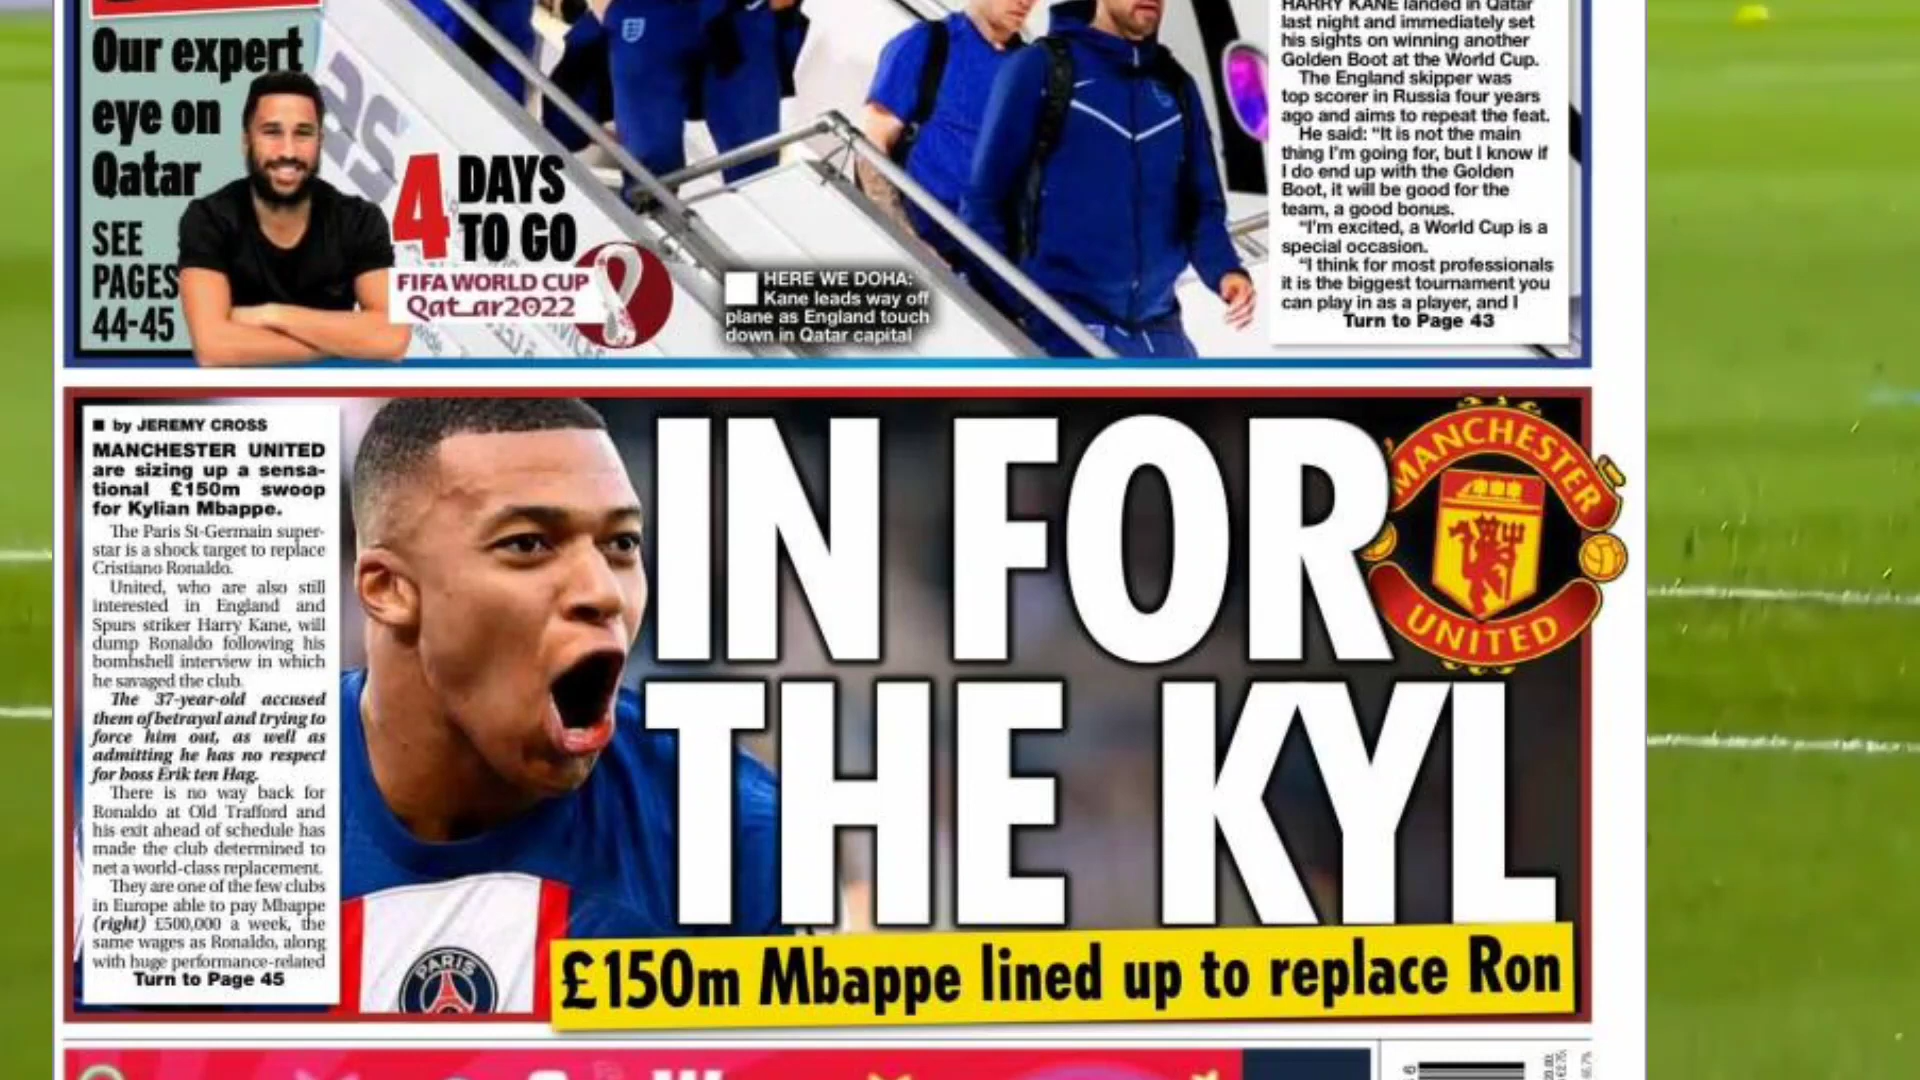 Our expert
eye on
Qatar
SEE
PAGES
44-45
4 DAYS
TO GO
FIFA WORLD CUP
Qatar2022
HERE WE DOHA:
Kane leads way off
plane as England touch
down in Qatar capital
HARRY KANE landed in Qatar
last night and immediately set
his sights on winning another
Golden Boot at the World Cup.
The England skipper was
top scorer in Russia four years
ago and aims to repeat the feat.
He said: "It is not the main
thing I'm going for, but I know if
I do end up with the Golden
Boot, it will be good for the
team, a good bonus.
"I'm excited, a World Cup is a
special occasion.
"I think for most professionals
it is the biggest tournament you
can play in as a player, and I
Turn to Page 43
■ by JEREMY CROSS
MANCHESTER UNITED
are sizing up a sensa-
tional £150m swoop
for Kylian Mbappe.
The Paris St-Germain super-
star is a shock target to replace
Cristiano Ronaldo.
United, who are also still
interested in England and
Spurs striker Harry Kane, will
dump Ronaldo following his
bombshell interview in which
he savaged the club.
The 37-year-old accused
them of betrayal and trying to
force him out, as well as
admitting he has no respect
for boss Erik ten Hag.
There is no way back for
Ronaldo at Old Trafford and
his exit ahead of schedule has
made the club determined to
net a world-class replacement.
They are one of the few clubs
in Europe able to pay Mbappe
(right) £500,000 a week, the
same wages as Ronaldo, along
with huge performance-related
Turn to Page 45
PARIS
IN FOR
THE KYL
MANCHESTER
UNITED
£150m Mbappe lined up to replace Ron